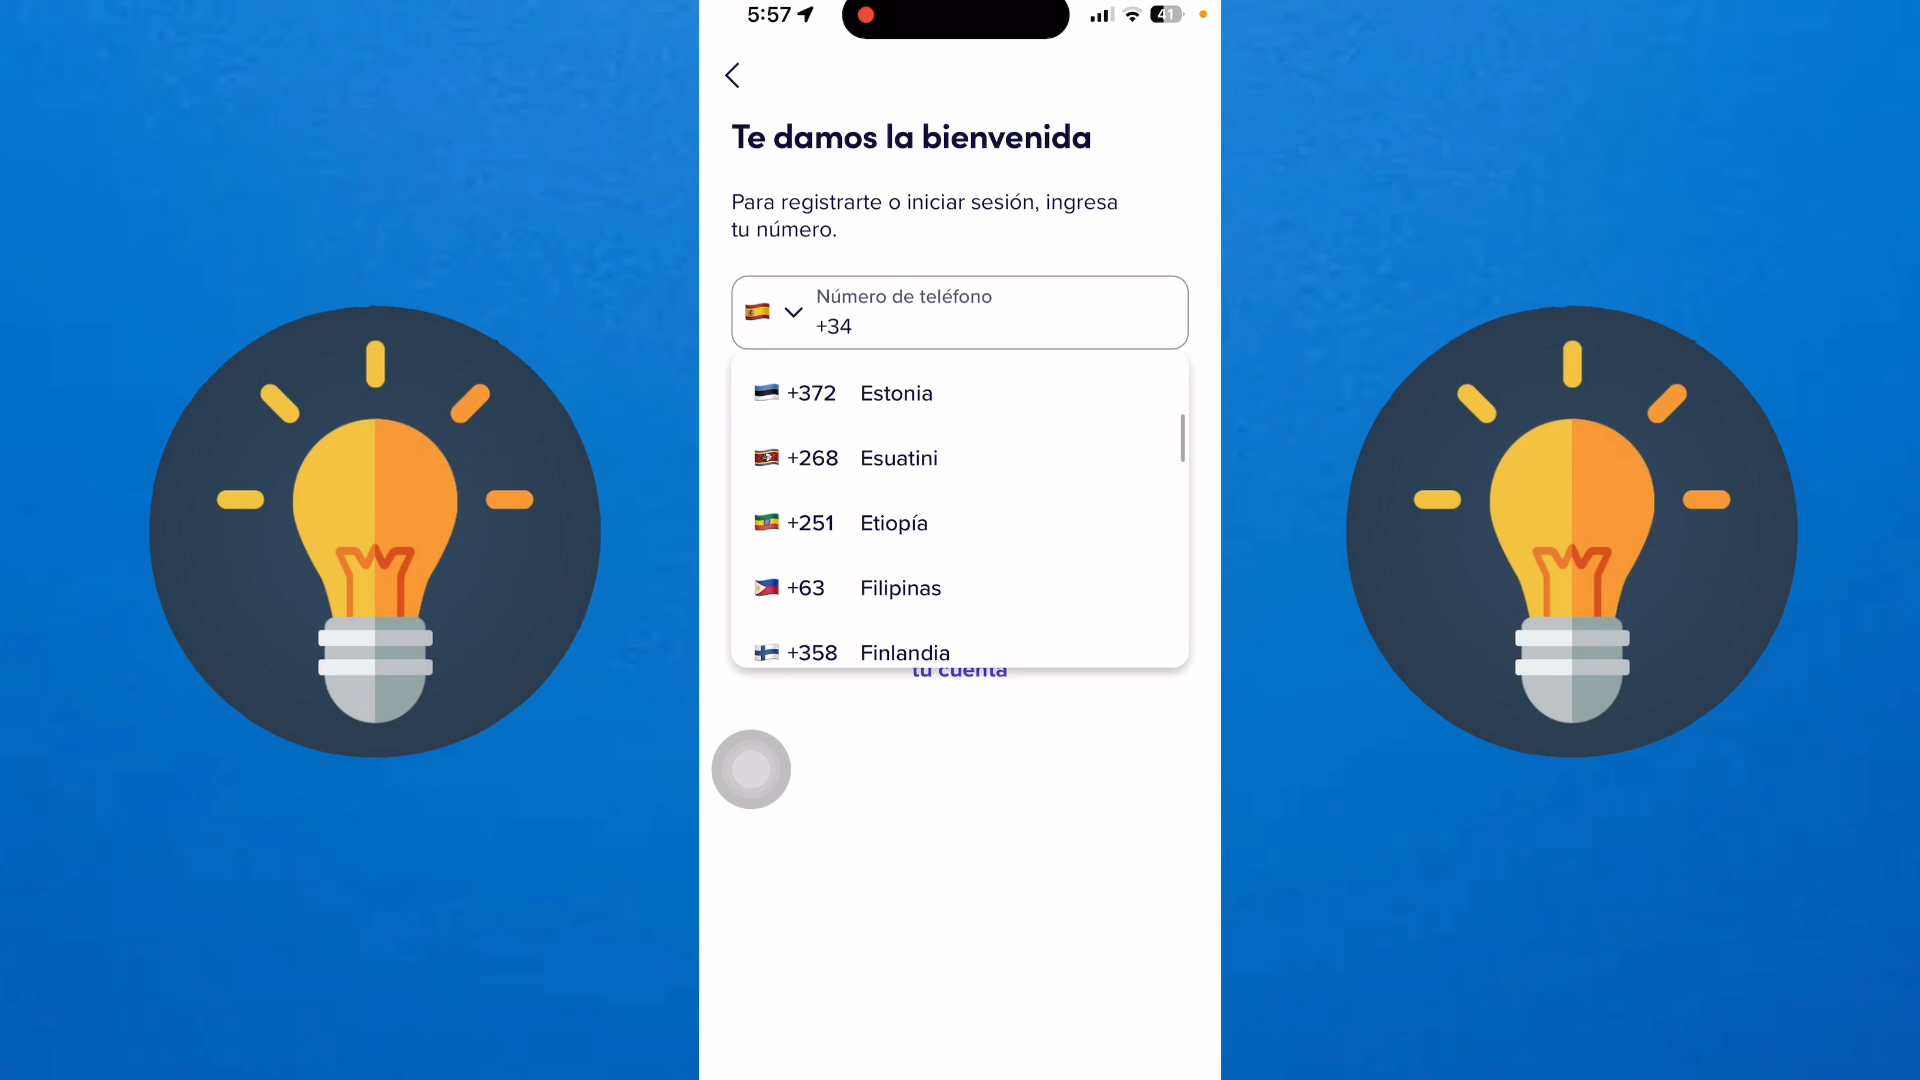 5:57
41
Te damos la bienvenida
Para registrarte o iniciar sesión, ingresa
tu número.
Número de teléfono
+34
+372 Estonia
+268 Esuatini
+251 Etiopía
+63 Filipinas
+358 Finlandia
tu cuenta